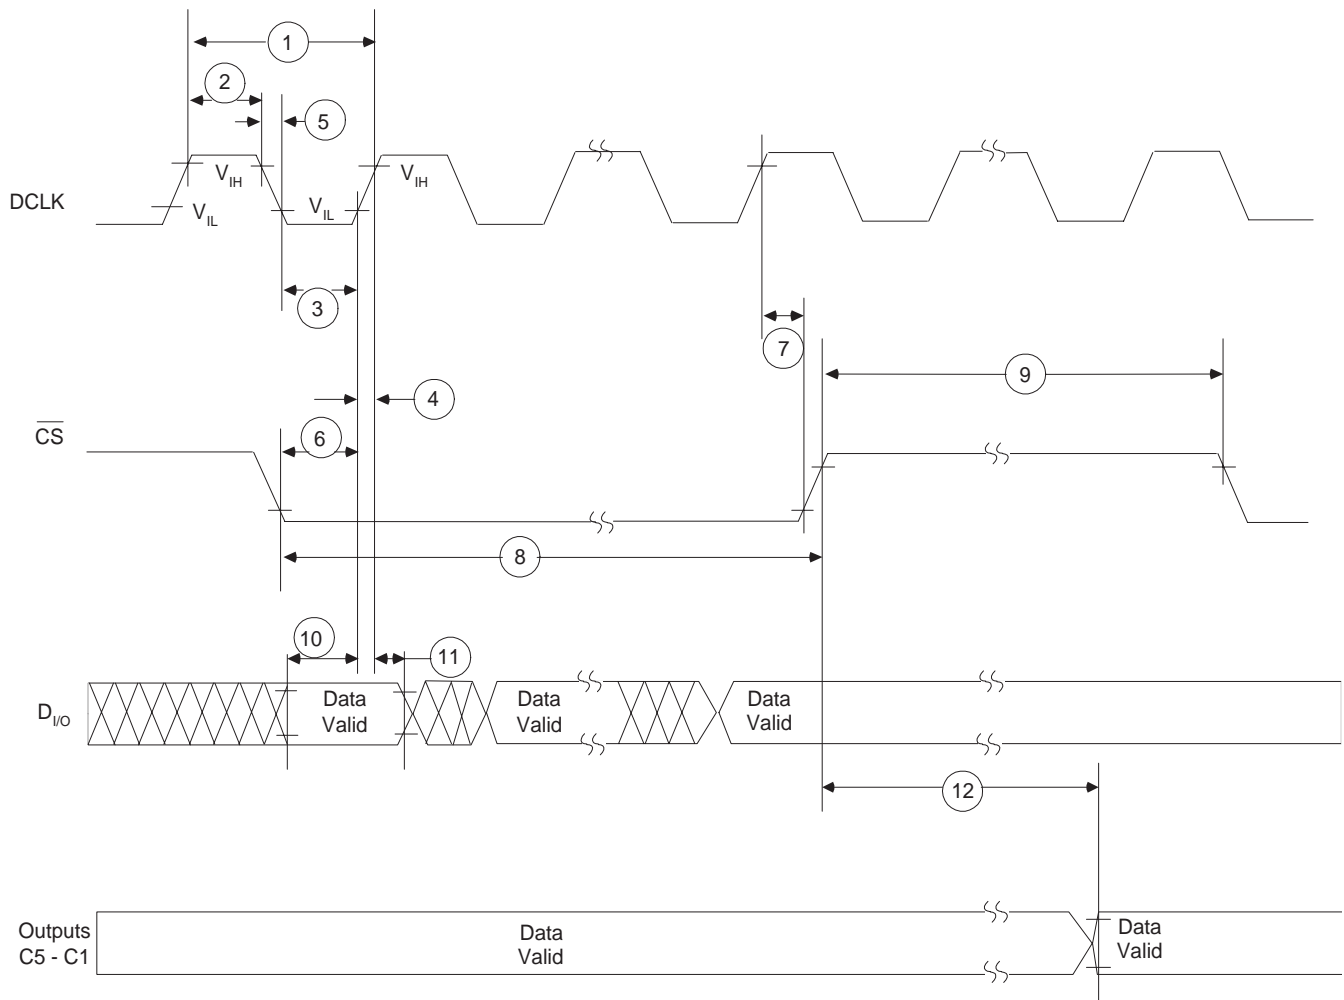 1
2
5
V_IH
V_IH
DCLK
V_IL
V_IL
3
7
4
9
CS
6
8
10
11
D_I/O
Data
Valid
Data
Valid
Data
Valid
12
Outputs
C5 - C1
Data
Valid
Data
Valid